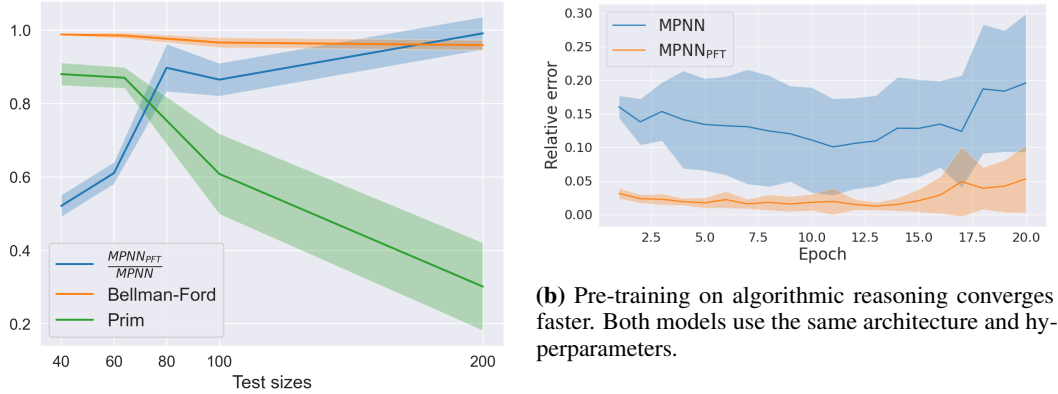 1.0
0.8
0.6
0.4
0.2
MPNN_PFT
MPNN
Bellman-Ford
Prim
40 60 80 100 200
Test sizes
0.30
0.25
0.20
0.15
0.10
0.05
0.00
Relative error
MPNN
MPNN_PFT
2.5 5.0 7.5 10.0 12.5 15.0 17.5 20.0
Epoch
(b) Pre-training on algorithmic reasoning converges
faster. Both models use the same architecture and hy-
perparameters.